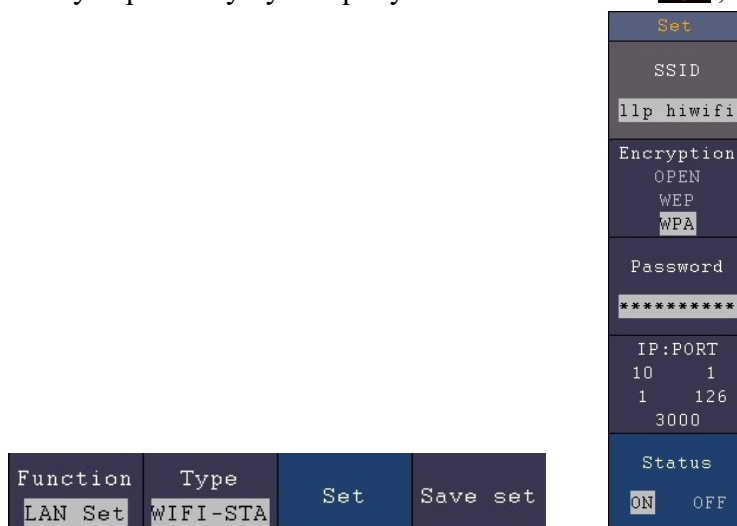 Set
SSID
llp hiwifi
Encryption
OPEN
WEP
WPA
Password
**********
IP:PORT
10 1
1 126
3000
Status
ON OFF
Function
LAN Set
Type
WIFI-STA
Set
Save set